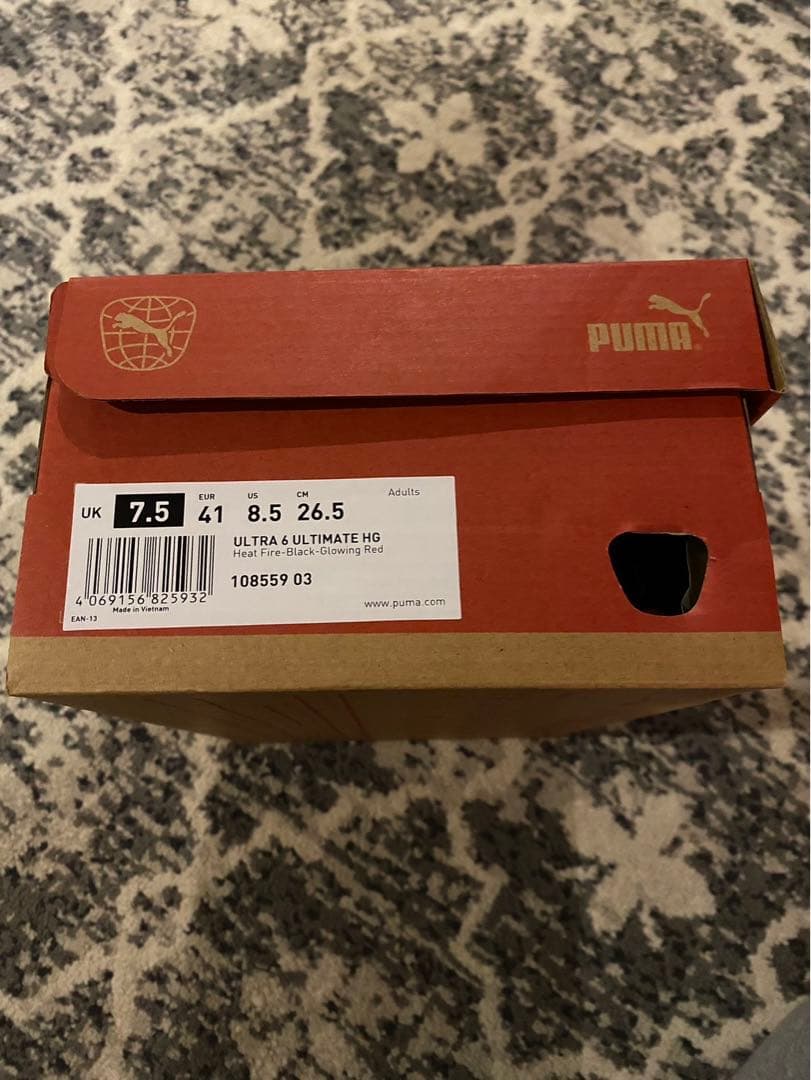 PUMA
Adults
UK 7.5 EUR 41 US 8.5 CM 26.5
ULTRA 6 ULTIMATE HG
Heat Fire-Black-Glowing Red
108559 03
4 069156 825932
Made in Vietnam
www.puma.com
EAN-13